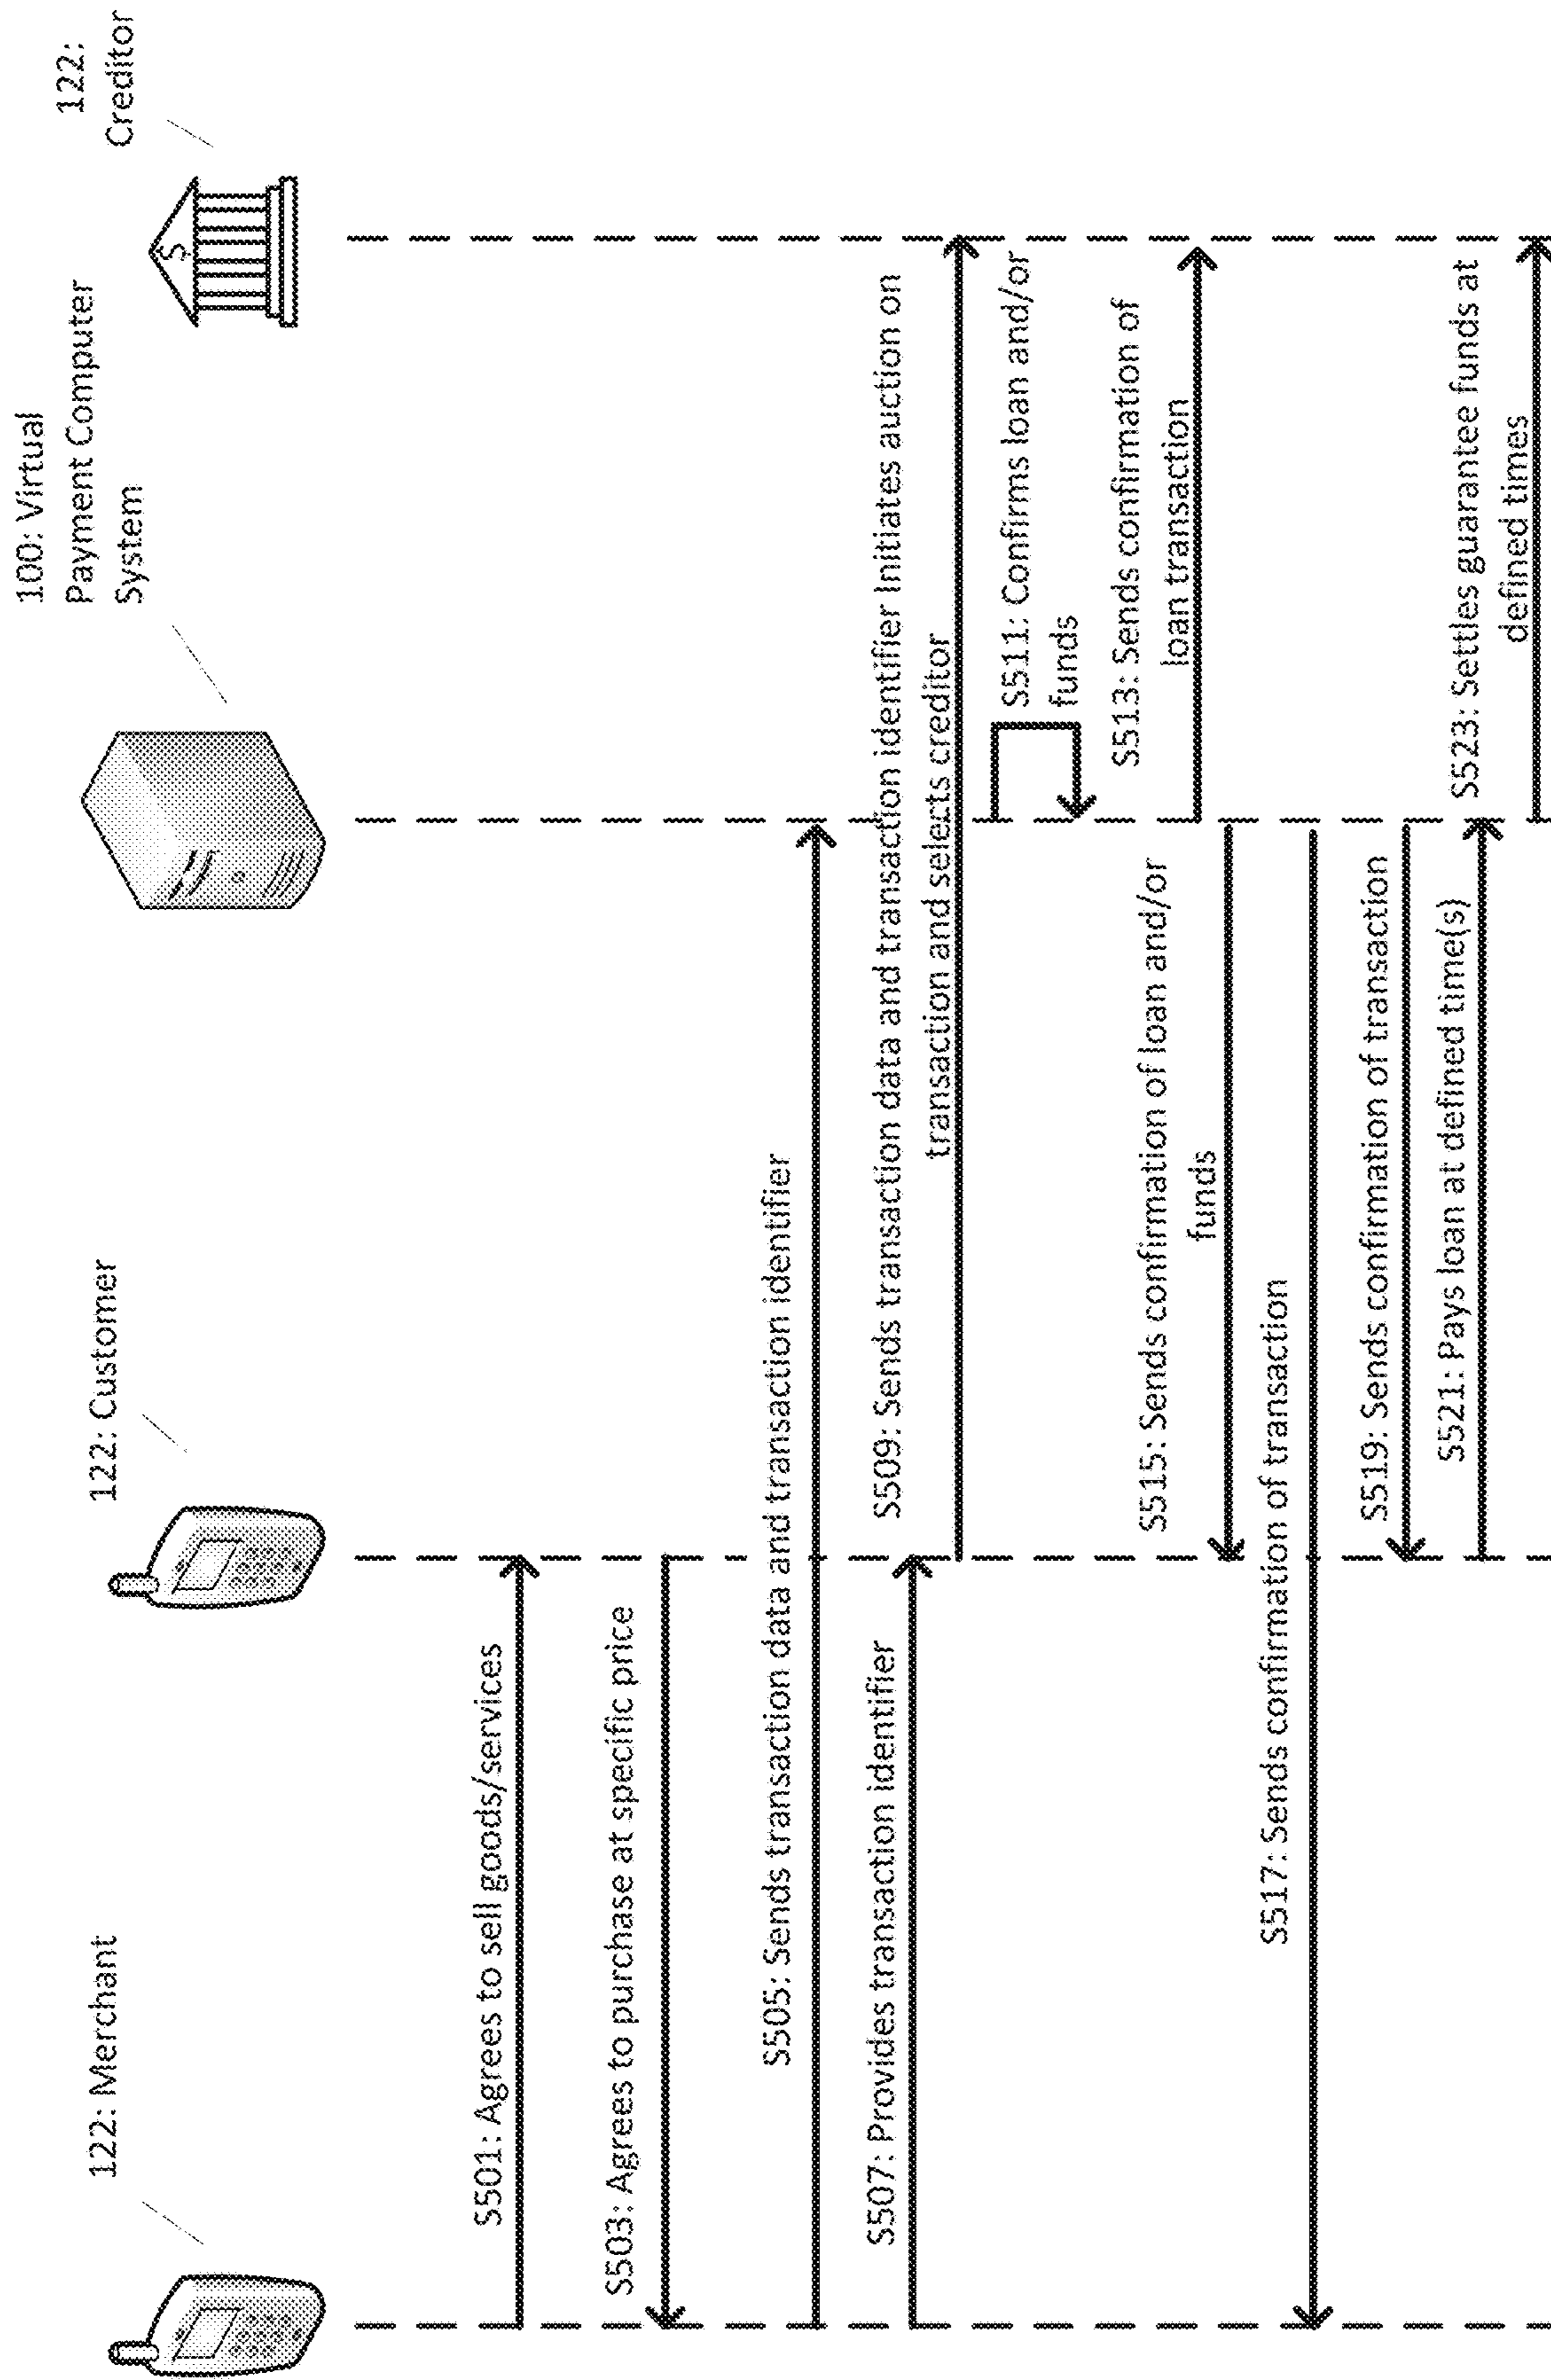 122: Merchant
122: Customer
100: Virtual
Payment Computer
System
122:
Creditor
$
S501: Agrees to sell goods/services
S503: Agrees to purchase at specific price
S505: Sends transaction data and transaction identifier
S507: Provides transaction identifier
S509: Sends transaction data and transaction identifier Initiates auction on
transaction and selects creditor
S511: Confirms loan and/or
funds
S513: Sends confirmation of
loan transaction
S515: Sends confirmation of loan and/or
funds
S517: Sends confirmation of transaction
S519: Sends confirmation of transaction
S521: Pays loan at defined time(s)
S523: Settles guarantee funds at
defined times